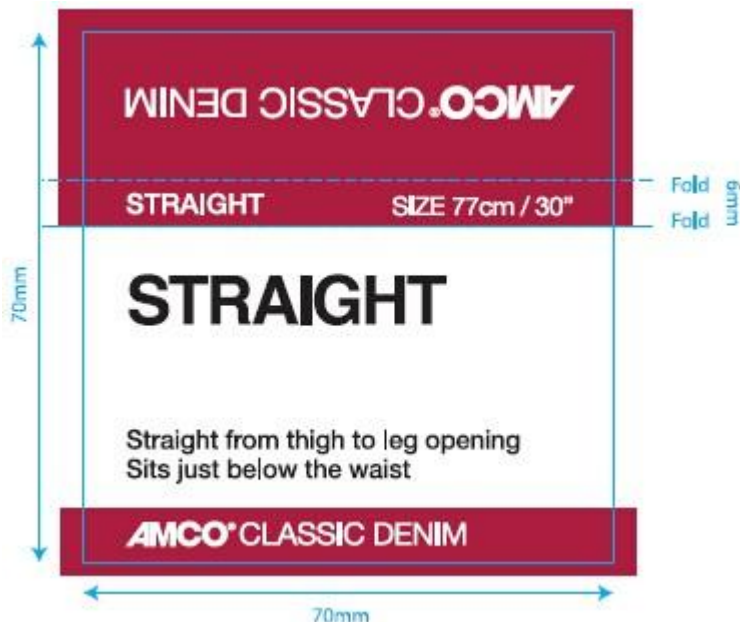 AMCO® CLASSIC DENIM
Fold
STRAIGHT SIZE 77cm / 30"
Fold
6mm
70mm
STRAIGHT
Straight from thigh to leg opening
Sits just below the waist
AMCO® CLASSIC DENIM
70mm